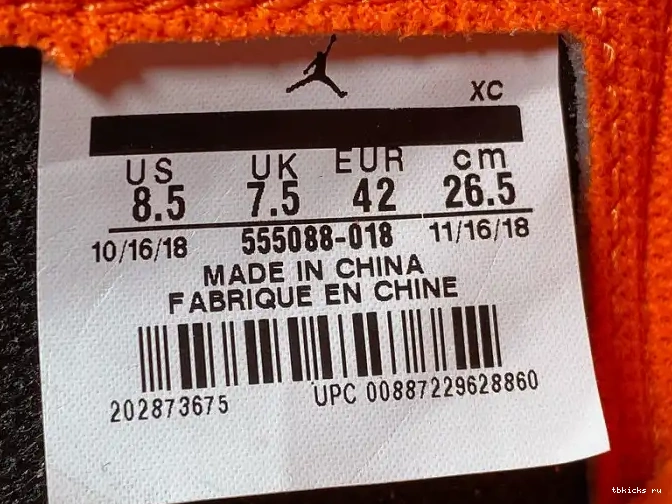 XC
US UK EUR cm
8.5 7.5 42 26.5
10/16/18 555088-018 11/16/18
MADE IN CHINA
FABRIQUE EN CHINE
202873675 UPC 00887229628860
tbkicks ru